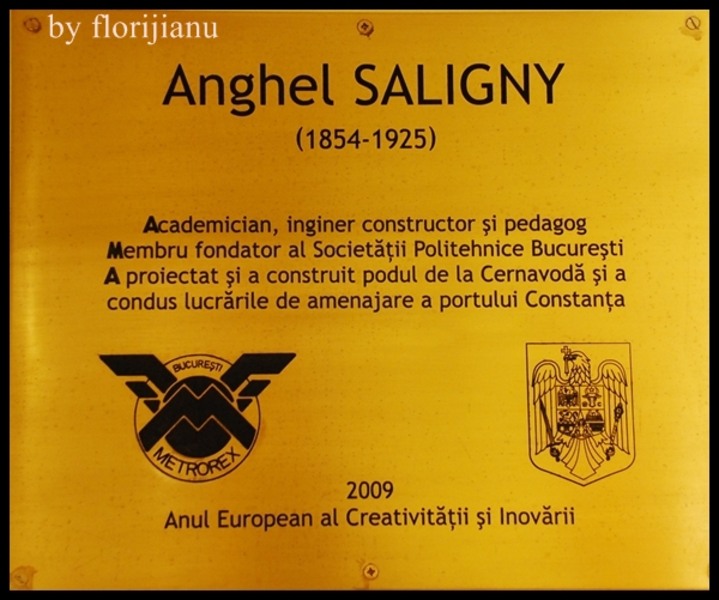 by florijianu
Anghel SALIGNY
(1854-1925)
Academician, inginer constructor şi pedagog
Membru fondator al Societăţii Politehnice Bucureşti
A proiectat şi a construit podul de la Cernavodă şi a
condus lucrările de amenajare a portului Constanţa
BUCUREŞTI
METROREX
2009
Anul European al Creativităţii şi Inovării